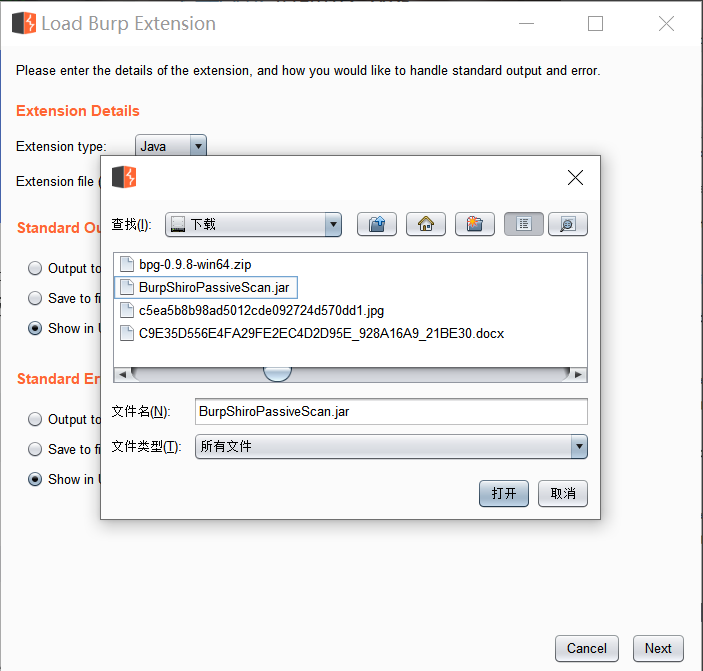 Load Burp Extension
Please enter the details of the extension, and how you would like to handle standard output and error.
Extension Details
Extension type: Java
Extension file (
查找(I): 下载
Standard Ou
Output to
bpg-0.9.8-win64.zip
BurpShiroPassiveScan.jar
Save to fi
c5ea5b8b98ad5012cde092724d570dd1.jpg
Show in
C9E35D556E4FA29FE2EC4D2D95E_928A16A9_21BE30.docx
Standard Er
文件名(N): BurpShiroPassiveScan.jar
Output to
文件类型(T): 所有文件
Save to fi
Show in
打开 取消
Cancel Next